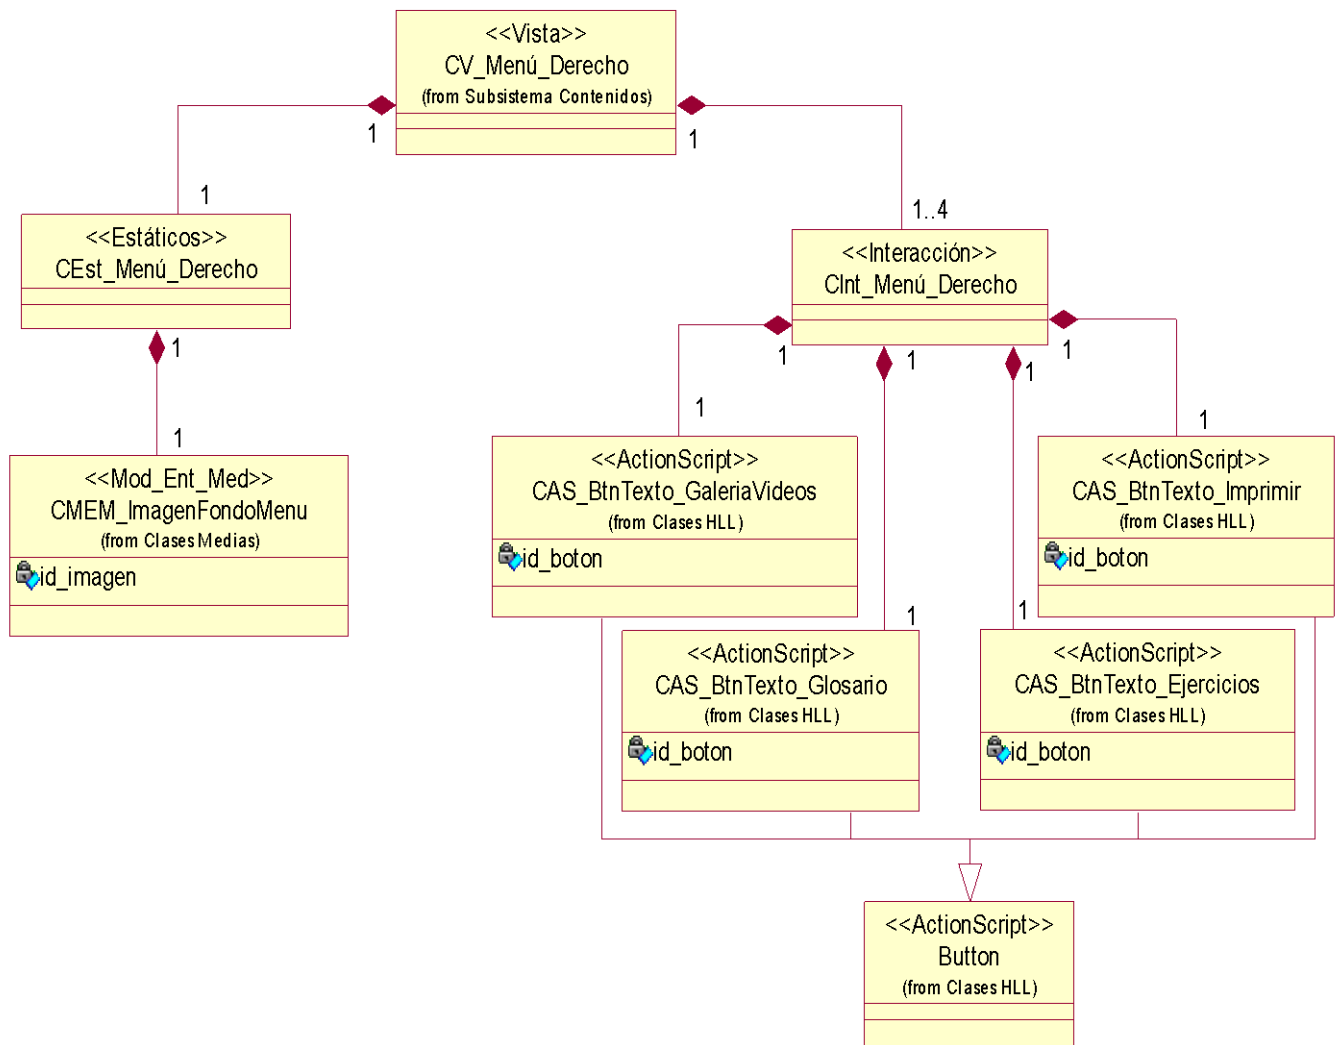 <<Vista>>
CV_Menú_Derecho
(from Subsistema Contenidos)
1
1
1
1..4
<<Estáticos>>
CEst_Menú_Derecho
<<Interacción>>
CInt_Menú_Derecho
1
1
1
1
1
1
1
1
<<Mod_Ent_Med>>
CMEM_ImagenFondoMenu
(from Clases Medias)
id_imagen
<<ActionScript>>
CAS_BtnTexto_GaleriaVideos
(from Clases HLL)
id_boton
<<ActionScript>>
CAS_BtnTexto_Imprimir
(from Clases HLL)
id_boton
1
1
<<ActionScript>>
CAS_BtnTexto_Glosario
(from Clases HLL)
id_boton
<<ActionScript>>
CAS_BtnTexto_Ejercicios
(from Clases HLL)
id_boton
<<ActionScript>>
Button
(from Clases HLL)